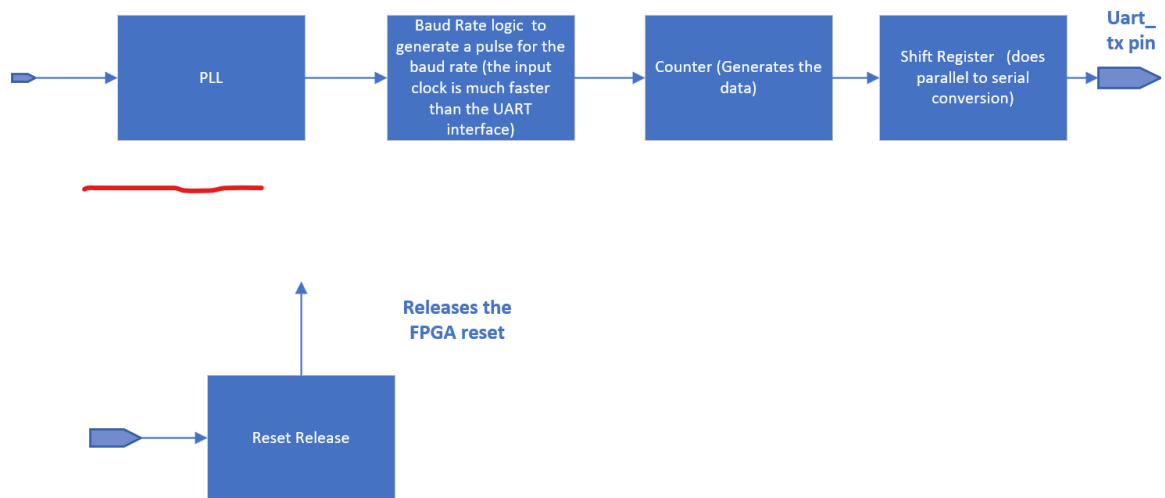 Uart_
tx pin
PLL
Baud Rate logic  to
generate a pulse for the
baud rate (the input
clock is much faster
than the UART
interface)
Counter (Generates the
data)
Shift Register   (does
parallel to serial
conversion)
Releases the
FPGA reset
Reset Release